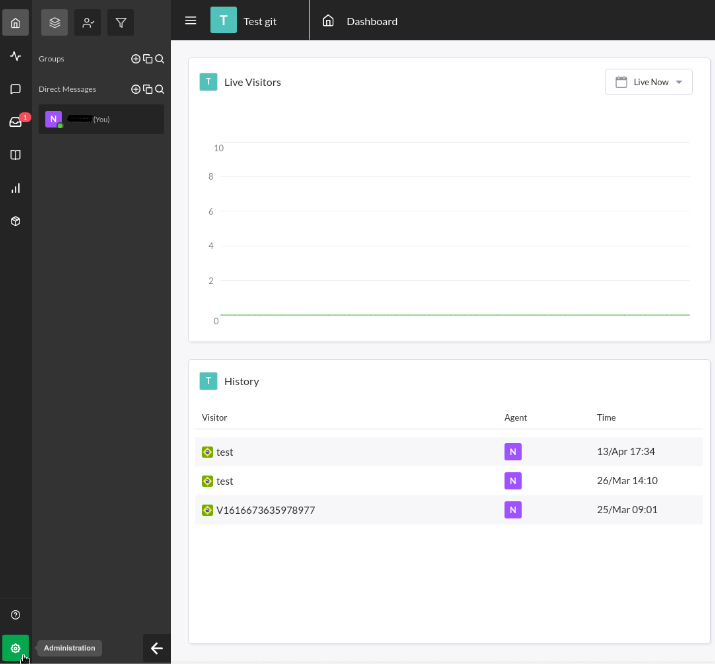 T Test git Dashboard
Groups
Direct Messages
N (You)
1
T Live Visitors Live Now
10
8
6
4
2
0
T History
Visitor Agent Time
test N 13/Apr 17:34
test N 26/Mar 14:10
V1616673635978977 N 25/Mar 09:01
Administration